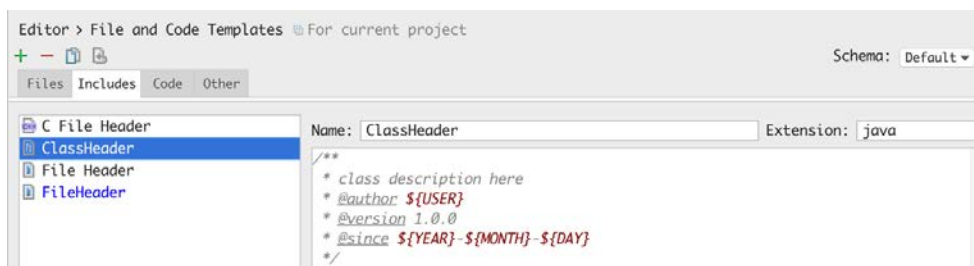 Editor > File and Code Templates For current project
Schema: Default
Files Includes Code Other
C File Header
ClassHeader
File Header
FileHeader
Name: ClassHeader Extension: java
/**
* class description here
* @author ${USER}
* @version 1.0.0
* @since ${YEAR}-${MONTH}-${DAY}
*/